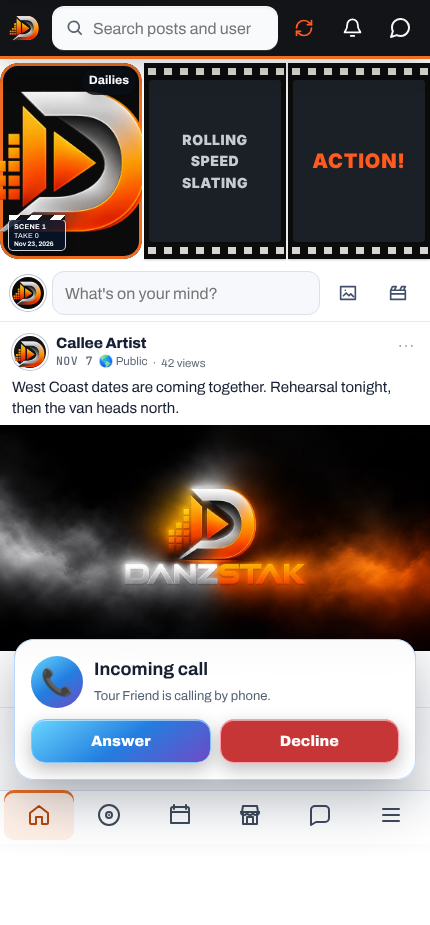 Search posts and user
Dailies
SCENE 1
TAKE 0
Nov 23, 2026
ROLLING
SPEED
SLATING
ACTION!
What's on your mind?
Callee Artist
NOV 7 🌎 Public · 42 views
West Coast dates are coming together. Rehearsal tonight,
then the van heads north.
DANZSTAK
Incoming call
Tour Friend is calling by phone.
Answer
Decline